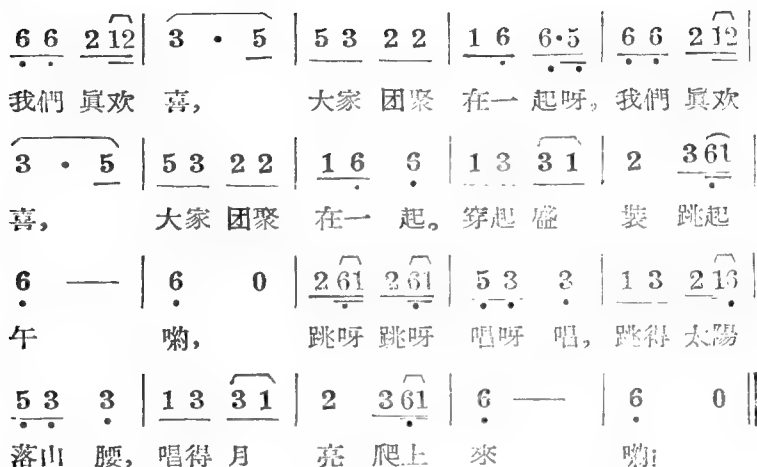 6 6 2 12 | 3 · 5 | 5 3 2 2 | 1 6 6·5 | 6 6 2 12 |
我們 眞欢 喜, 大家 团聚 在一 起呀, 我們 眞欢
3 · 5 | 5 3 2 2 | 1 6 6 | 1 3 3 1 | 2 3 61 |
喜, 大家 团聚 在一 起。 穿起 盛 裝 跳起
6 — | 6 0 | 2 61 2 61 | 5 3 3 | 1 3 2 16 |
午 喲, 跳呀 跳呀 唱呀 唱, 跳得 太陽
5 3 3 | 1 3 3 1 | 2 3 61 | 6 — | 6 0 ‖
落山 腰, 唱得 月 亮 爬上 來 喲;